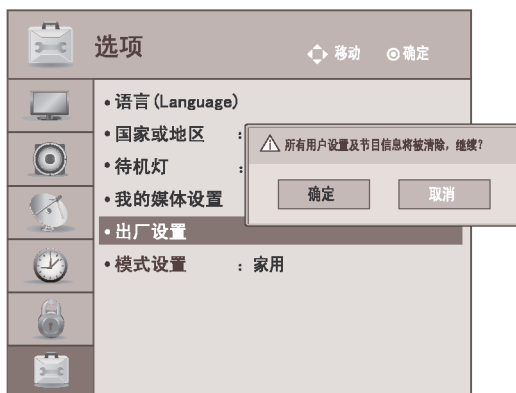 选项
移动 确定
•语言(Language)
•国家或地区 :
•待机灯 :
•我的媒体设置
•出厂设置
•模式设置 : 家用
所有用户设置及节目信息将被清除，继续?
确定 取消